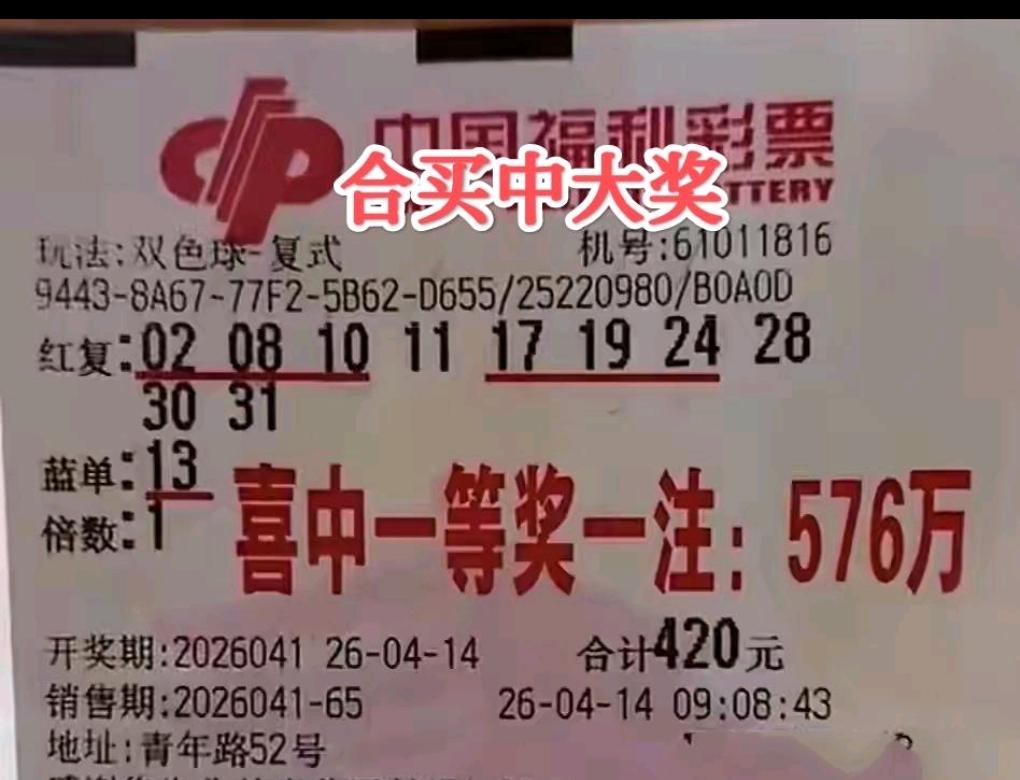 中国福利彩票
合买中大奖
TTERY
玩法:双色球-复式 机号:61011816
9443-8A67-77F2-5B62-D655/25220980/B0A0D
红复:02 08 10 11 17 19 24 28
30 31
蓝单:13
倍数:1
喜中一等奖一注:576万
开奖期:2026041 26-04-14 合计420元
销售期:2026041-65 26-04-14 09:08:43
地址:青年路52号